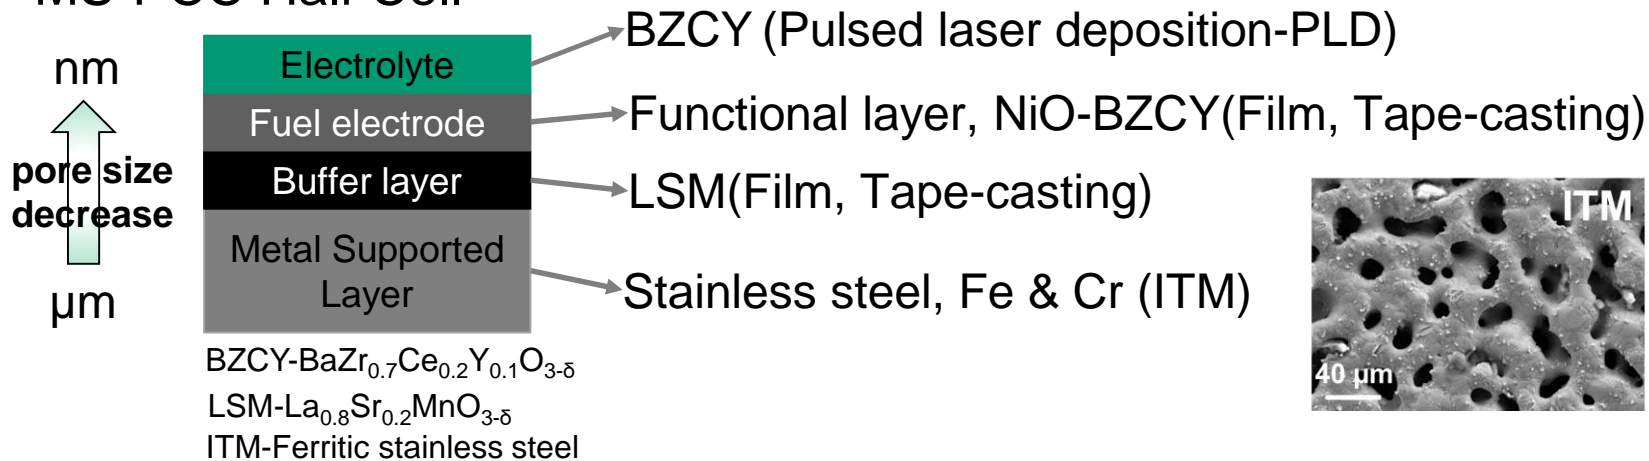 Electrolyte
Fuel electrode
Buffer layer
Metal Supported
Layer
nm
pore size
decrease
μm
BZCY (Pulsed laser deposition-PLD)
Functional layer, NiO-BZCY(Film, Tape-casting)
LSM(Film, Tape-casting)
Stainless steel, Fe & Cr (ITM)
ITM
40 μm
BZCY-BaZr0.7Ce0.2Y0.1O3-δ
LSM-La0.8Sr0.2MnO3-δ
ITM-Ferritic stainless steel